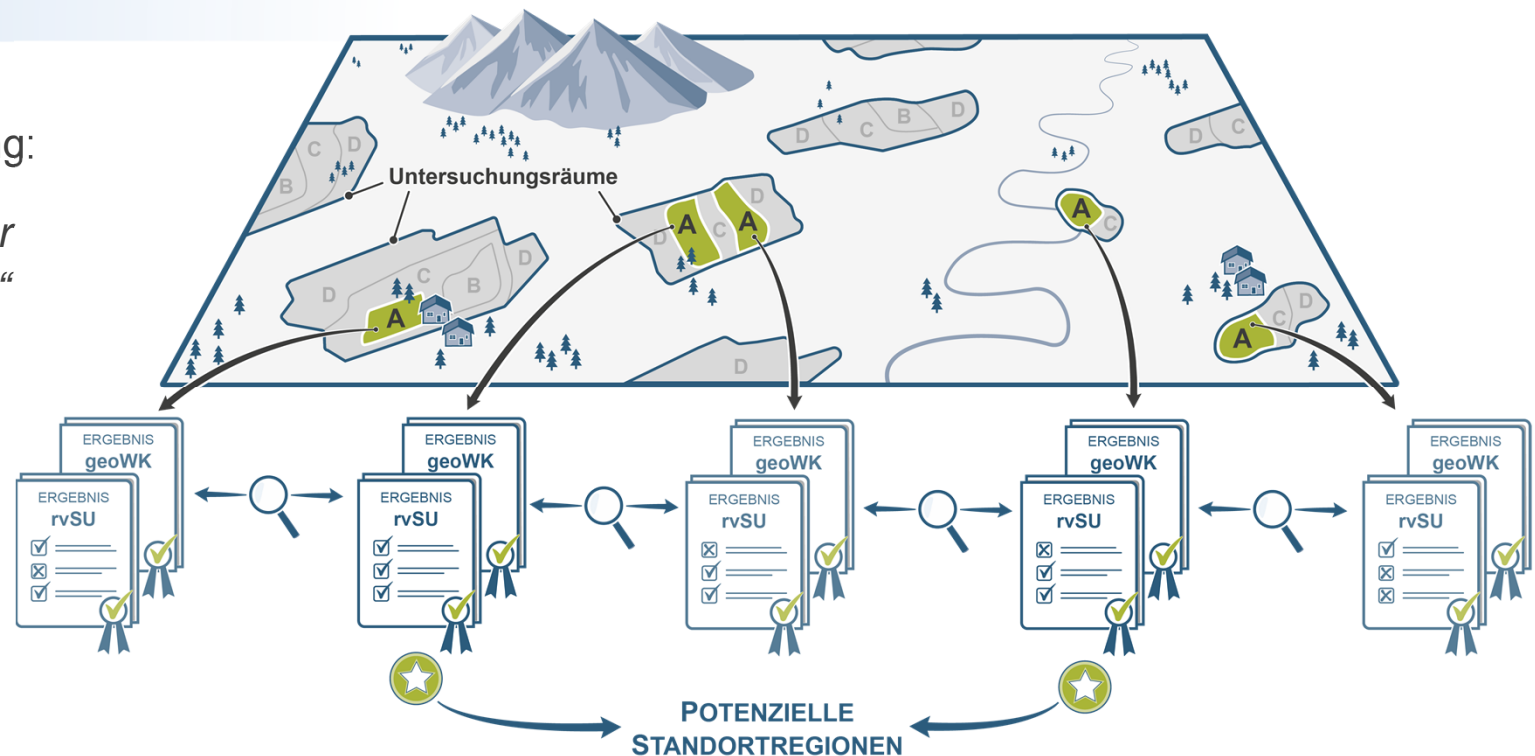 g:
r
“
D
C
B
D
D
C
C
D
B
Untersuchungsräume
D
A
C
A
D
A
C
D
C
B
D
A
D
C
A
D
ERGEBNIS
geoWK
ERGEBNIS
rvSU
ERGEBNIS
geoWK
ERGEBNIS
rvSU
ERGEBNIS
geoWK
ERGEBNIS
rvSU
ERGEBNIS
geoWK
ERGEBNIS
rvSU
ERGEBNIS
geoWK
ERGEBNIS
rvSU
POTENZIELLE
STANDORTREGIONEN